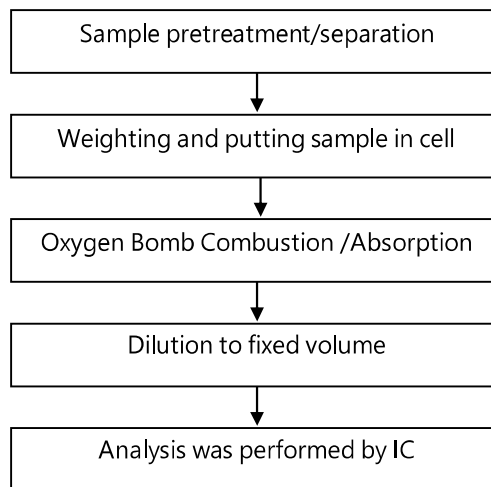 Sample pretreatment/separation
Weighting and putting sample in cell
Oxygen Bomb Combustion /Absorption
Dilution to fixed volume
Analysis was performed by IC